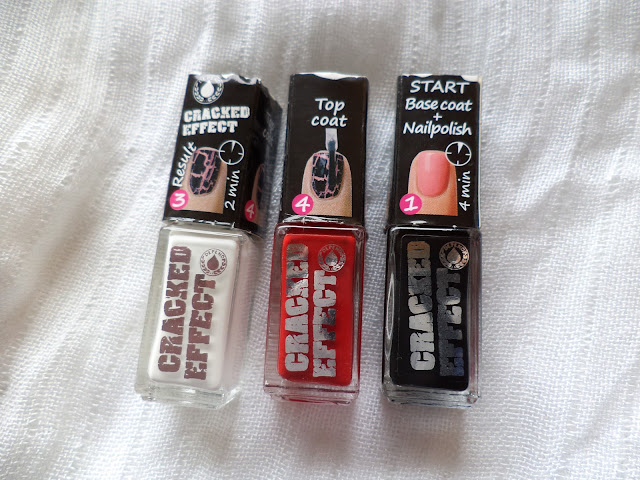 CRACKED
EFFECT
Result
2 min
3
4
CRACKED
EFFECT
Top
coat
4
CRACKED
EFFECT
START
Base coat
+
Nailpolish
4 min
1
CRACKED
EFFECT